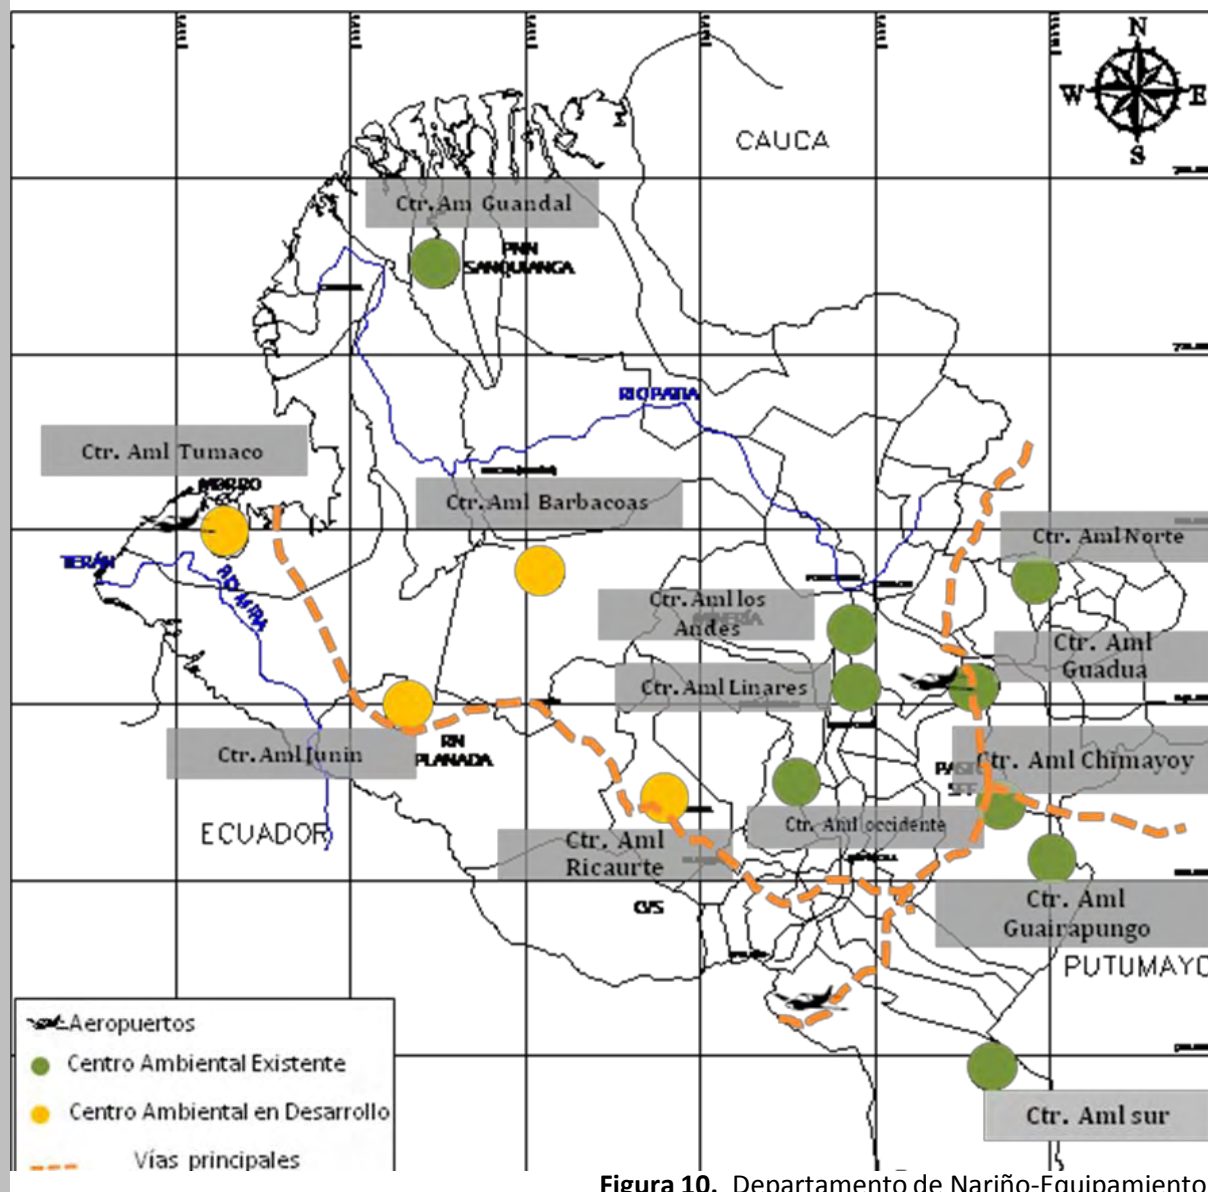 N
W E
S
CAUCA
Ctr.Am Guandal
PNN
SANQUIANGA
RIO PATIA
Ctr. Aml Tumaco
MORRO
Ctr.Aml Barbacoas
Ctr. Aml Norte
TERÁN
RIO MIRA
Ctr.Aml los
Andes
Ctr. Aml
Guadua
Ctr.Aml Linares
RN
PLANADA
Ctr.Aml Junin
Ctr. Aml Chimayoy
ECUADOR
Ctr. Aml
Ricaurte
Ctr. Aml occidente
Ctr. Aml
Guairapungo
PUTUMAYO
Aeropuertos
Centro Ambiental Existente
Centro Ambiental en Desarrollo
Vías principales
Ctr. Aml sur
Figura 10. Departamento de Nariño-Equipamiento